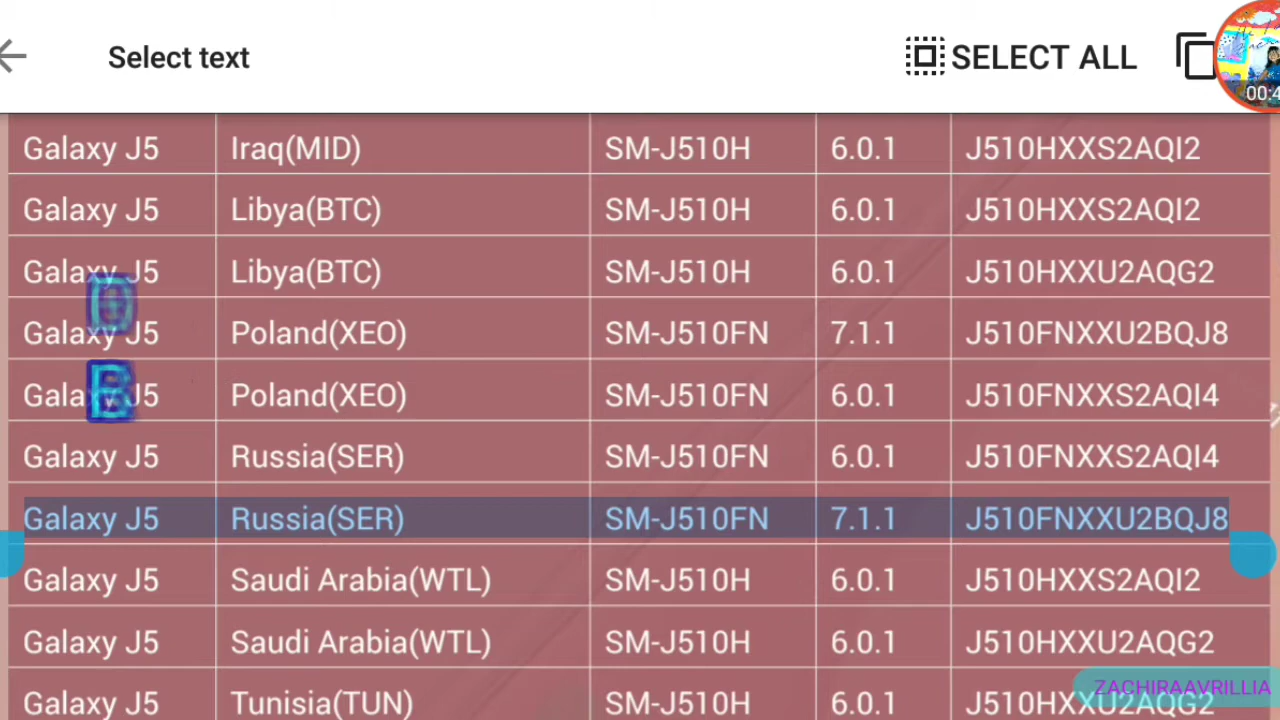 Select text
SELECT ALL
00:4
Galaxy J5 Iraq(MID) SM-J510H 6.0.1 J510HXXS2AQI2
Galaxy J5 Libya(BTC) SM-J510H 6.0.1 J510HXXS2AQI2
Galaxy J5 Libya(BTC) SM-J510H 6.0.1 J510HXXU2AQG2
Galaxy J5 Poland(XEO) SM-J510FN 7.1.1 J510FNXXU2BQJ8
Galaxy J5 Poland(XEO) SM-J510FN 6.0.1 J510FNXXS2AQI4
Galaxy J5 Russia(SER) SM-J510FN 6.0.1 J510FNXXS2AQI4
Galaxy J5 Russia(SER) SM-J510FN 7.1.1 J510FNXXU2BQJ8
Galaxy J5 Saudi Arabia(WTL) SM-J510H 6.0.1 J510HXXS2AQI2
Galaxy J5 Saudi Arabia(WTL) SM-J510H 6.0.1 J510HXXU2AQG2
Galaxy J5 Tunisia(TUN) SM-J510H 6.0.1 J510HXXU2AQG2
ZACHIRAAVRILLIA